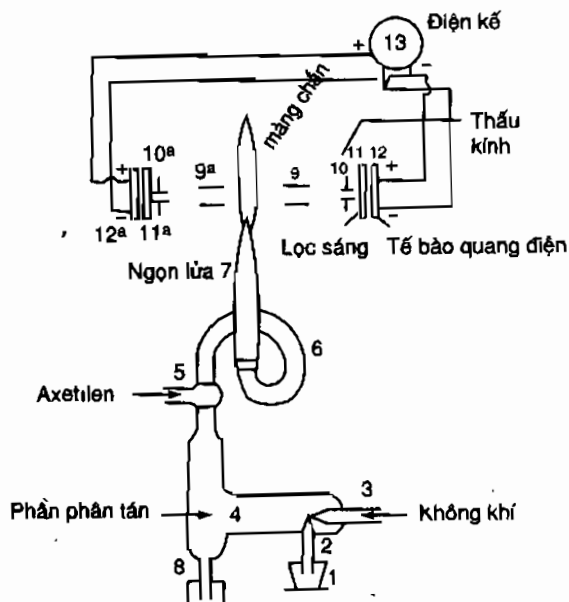 Điện kế
+ 13 -
màng chắn
Thấu
kính
10ª 9ª 9 10 11 12
+ +
- -
12ª 11ª
Lọc sáng Tế bào quang điện
Ngọn lửa 7
6
5
Axetilen
3
Phần phân tán 4 Không khí
2
8 1